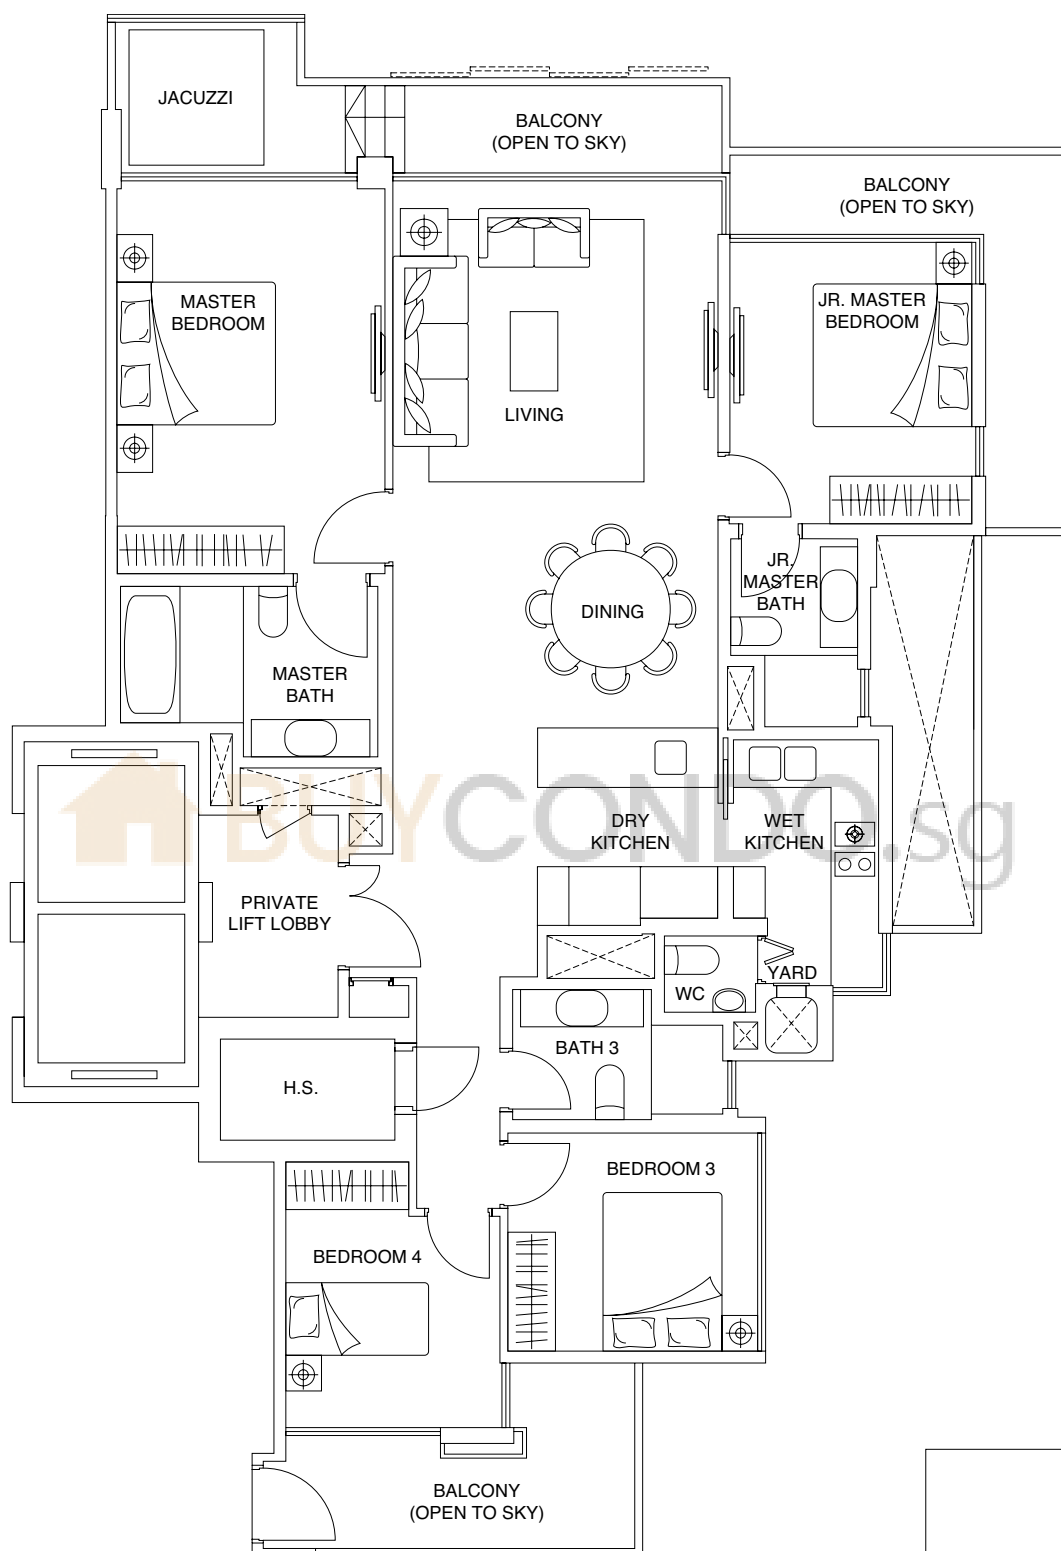 JACUZZI
BALCONY
(OPEN TO SKY)
BALCONY
(OPEN TO SKY)
MASTER
BEDROOM
JR. MASTER
BEDROOM
LIVING
JR.
MASTER
BATH
DINING
MASTER
BATH
BUYCONDO.sg
DRY
KITCHEN
WET
KITCHEN
PRIVATE
LIFT LOBBY
YARD
WC
BATH 3
H.S.
BEDROOM 3
BEDROOM 4
BALCONY
(OPEN TO SKY)